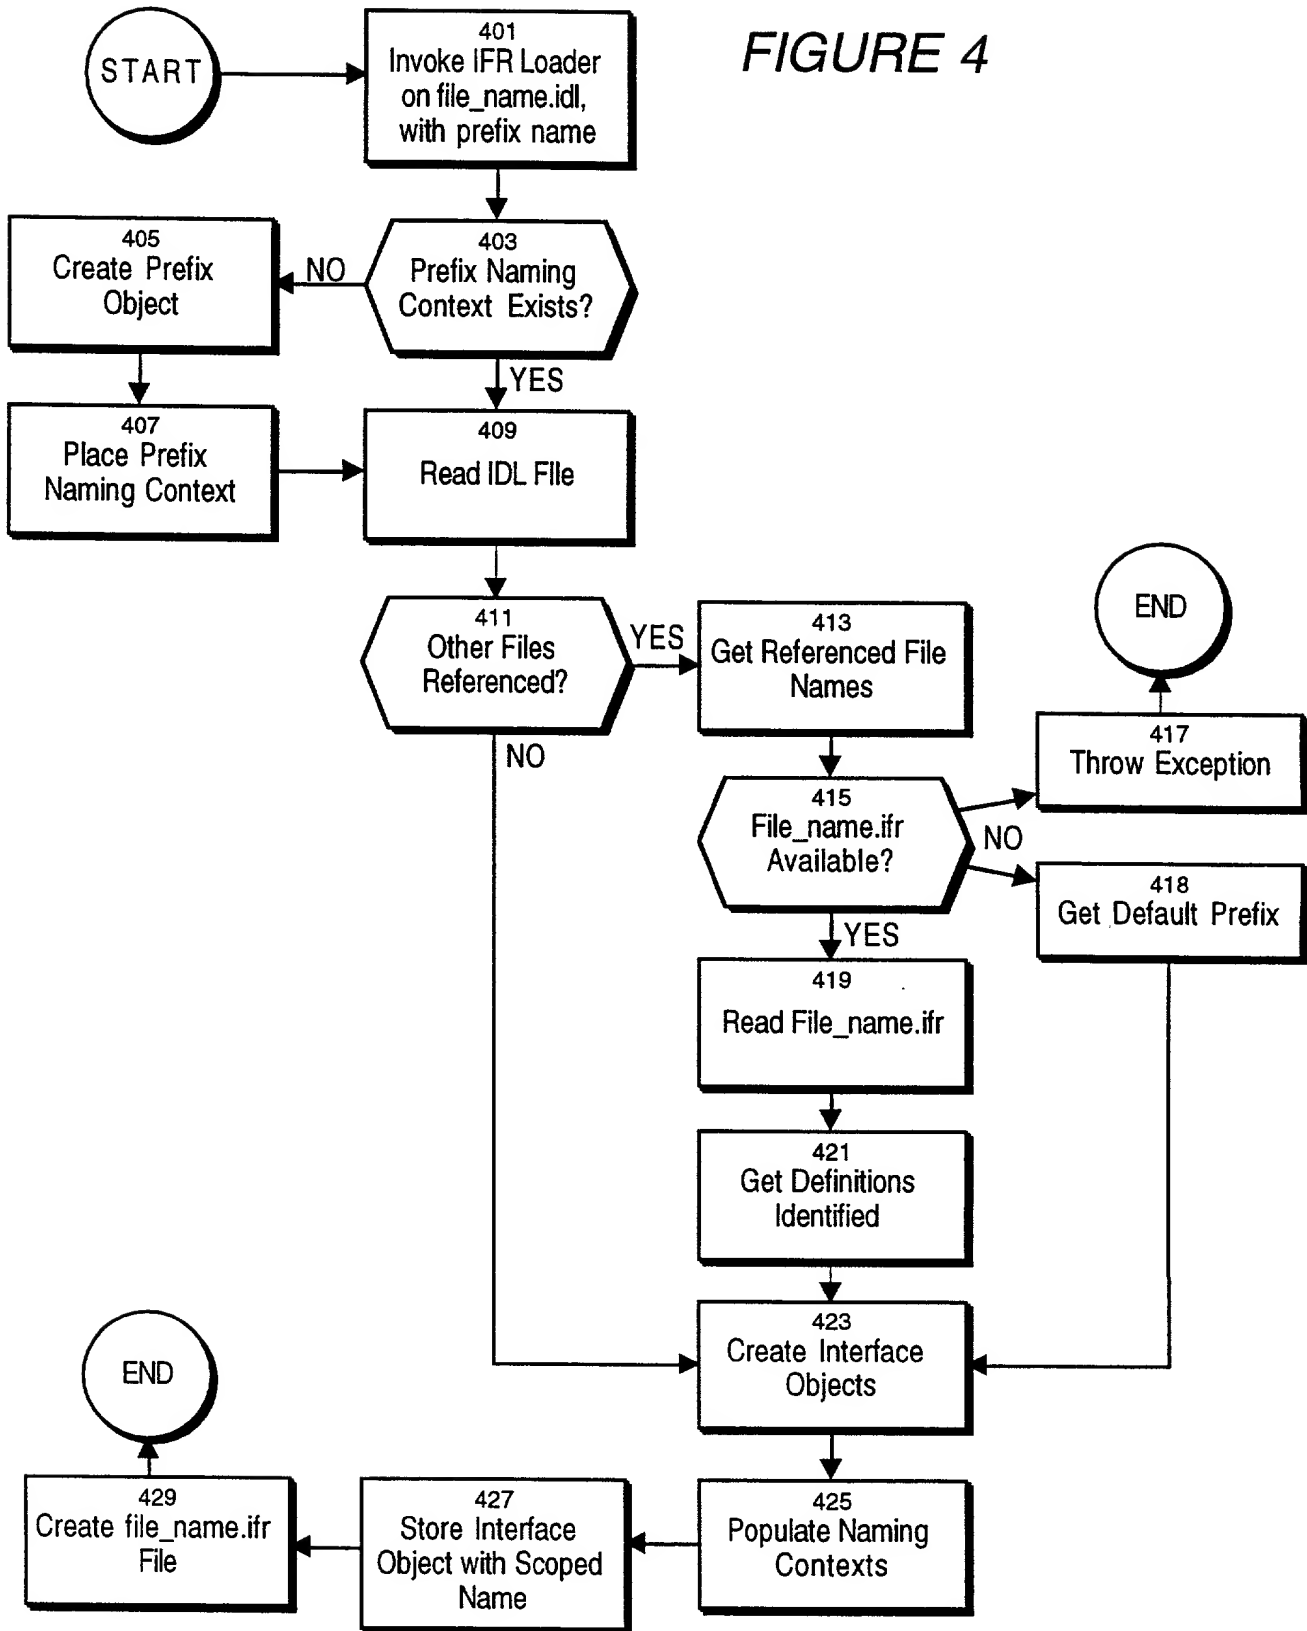 FIGURE 4
START
401
Invoke IFR Loader
on file_name.idl,
with prefix name
403
Prefix Naming
Context Exists?
NO
YES
405
Create Prefix
Object
407
Place Prefix
Naming Context
409
Read IDL File
411
Other Files
Referenced?
YES
NO
413
Get Referenced File
Names
415
File_name.ifr
Available?
NO
YES
417
Throw Exception
END
418
Get Default Prefix
419
Read File_name.ifr
421
Get Definitions
Identified
423
Create Interface
Objects
425
Populate Naming
Contexts
427
Store Interface
Object with Scoped
Name
429
Create file_name.ifr
File
END